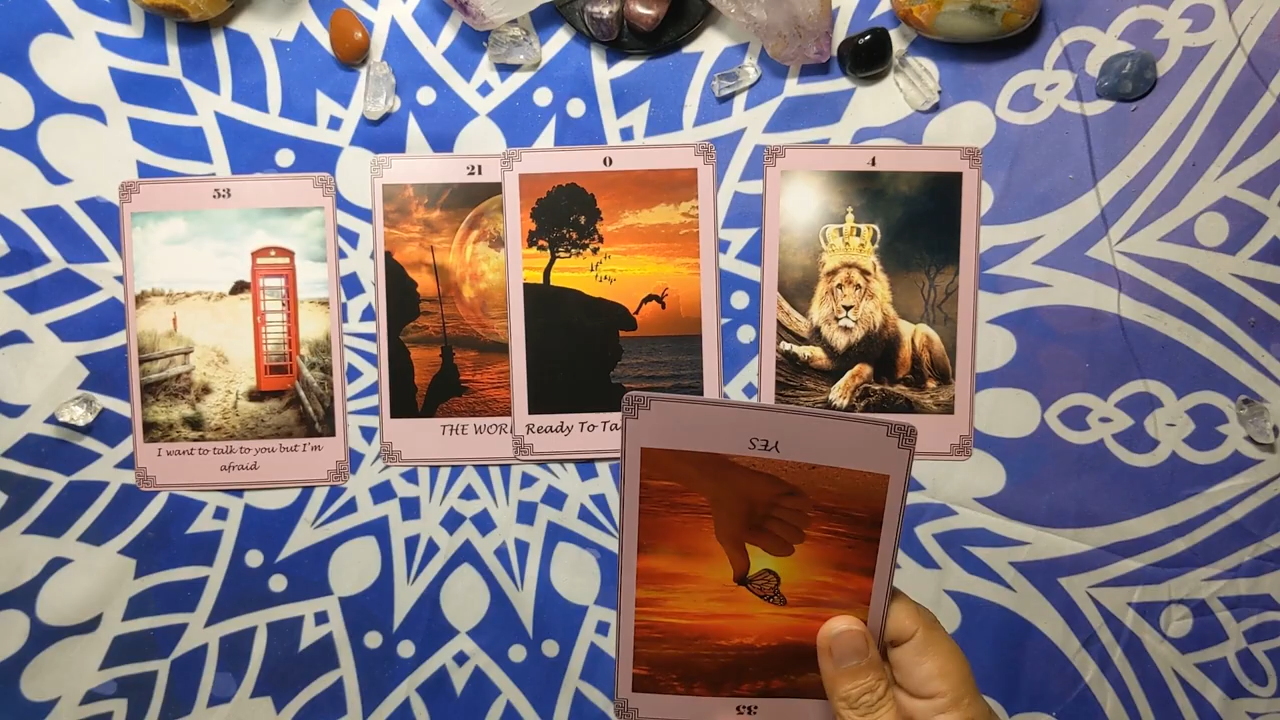 53
I want to talk to you but I'm
afraid
21
THE WOR
0
Ready To Ta
4
YES
35